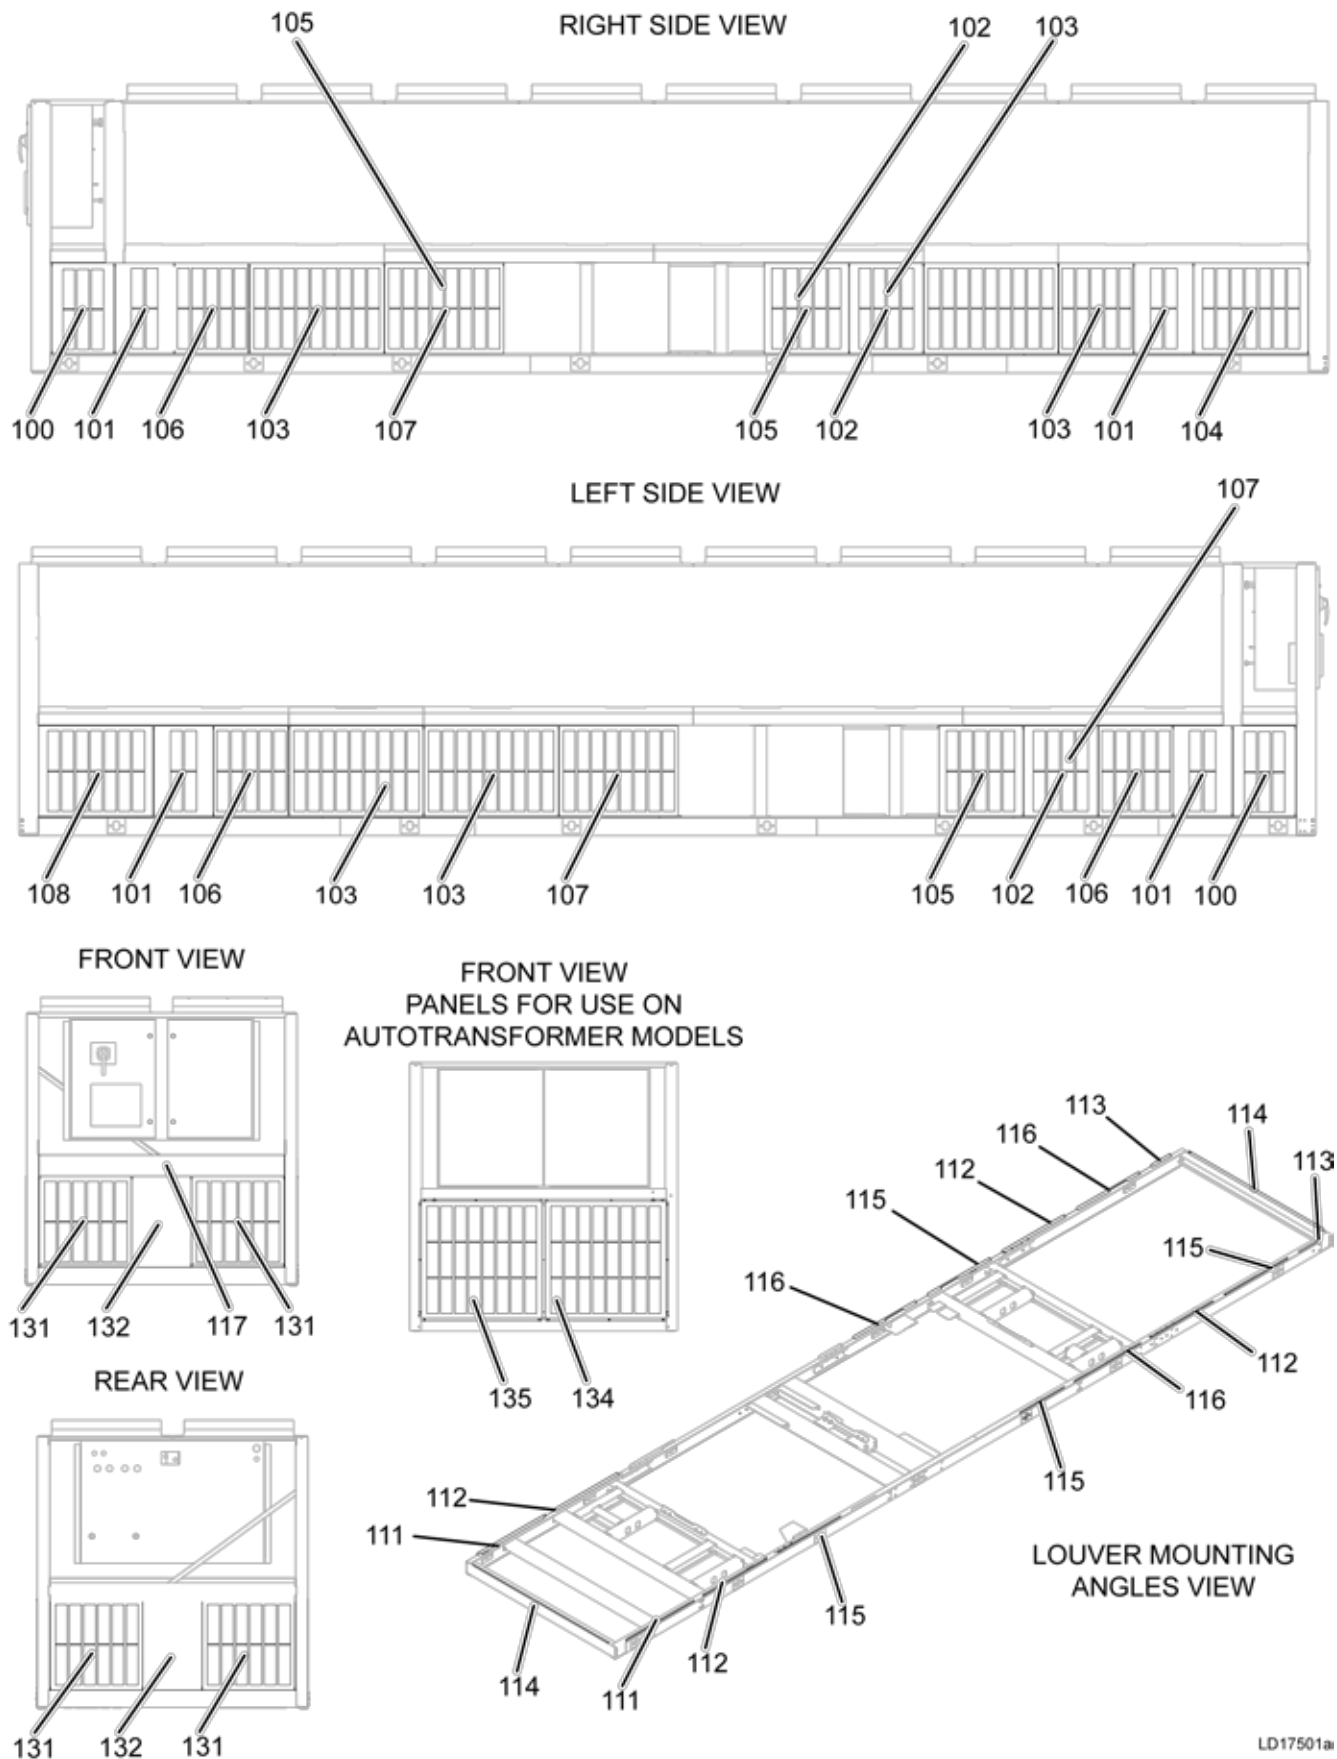 105 RIGHT SIDE VIEW 102 103
100 101 106 103 107 105 102 103 101 104
LEFT SIDE VIEW
107
108 101 106 103 103 107 105 102 106 101 100
FRONT VIEW
FRONT VIEW
PANELS FOR USE ON
AUTOTRANSFORMER MODELS
113
114
116
113
112
115
115
116
131 132 117 131
112
REAR VIEW
135 134
116
115
112
111
LOUVER MOUNTING
ANGLES VIEW
115
112
114
111
131 132 131